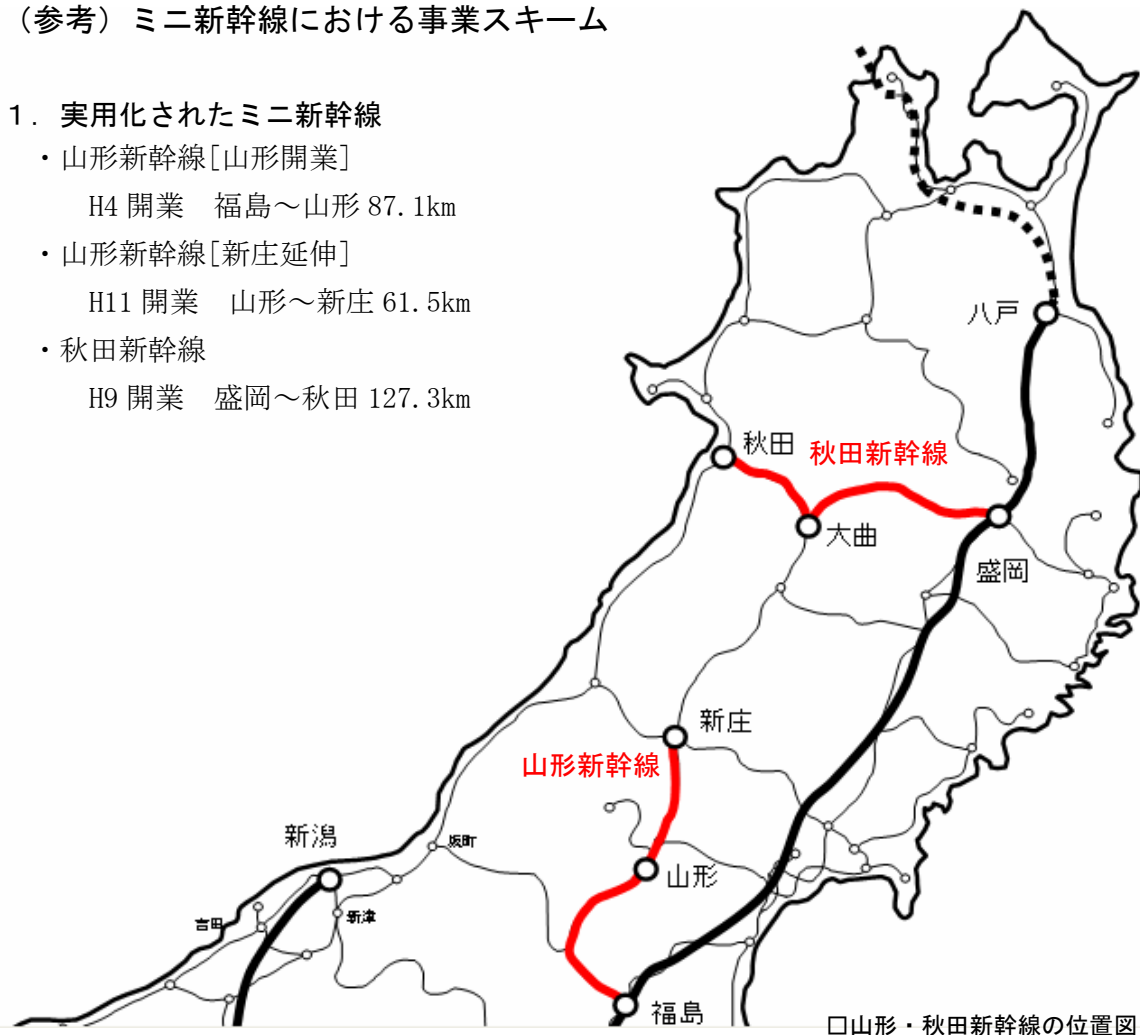 （参考）ミニ新幹線における事業スキーム
１．実用化されたミニ新幹線
・山形新幹線[山形開業]
H4 開業　福島～山形 87.1km
・山形新幹線[新庄延伸]
H11 開業　山形～新庄 61.5km
・秋田新幹線
H9 開業　盛岡～秋田 127.3km
八戸
秋田
秋田新幹線
大曲
盛岡
新庄
山形新幹線
新潟
坂町
山形
吉田
新津
福島
□山形・秋田新幹線の位置図